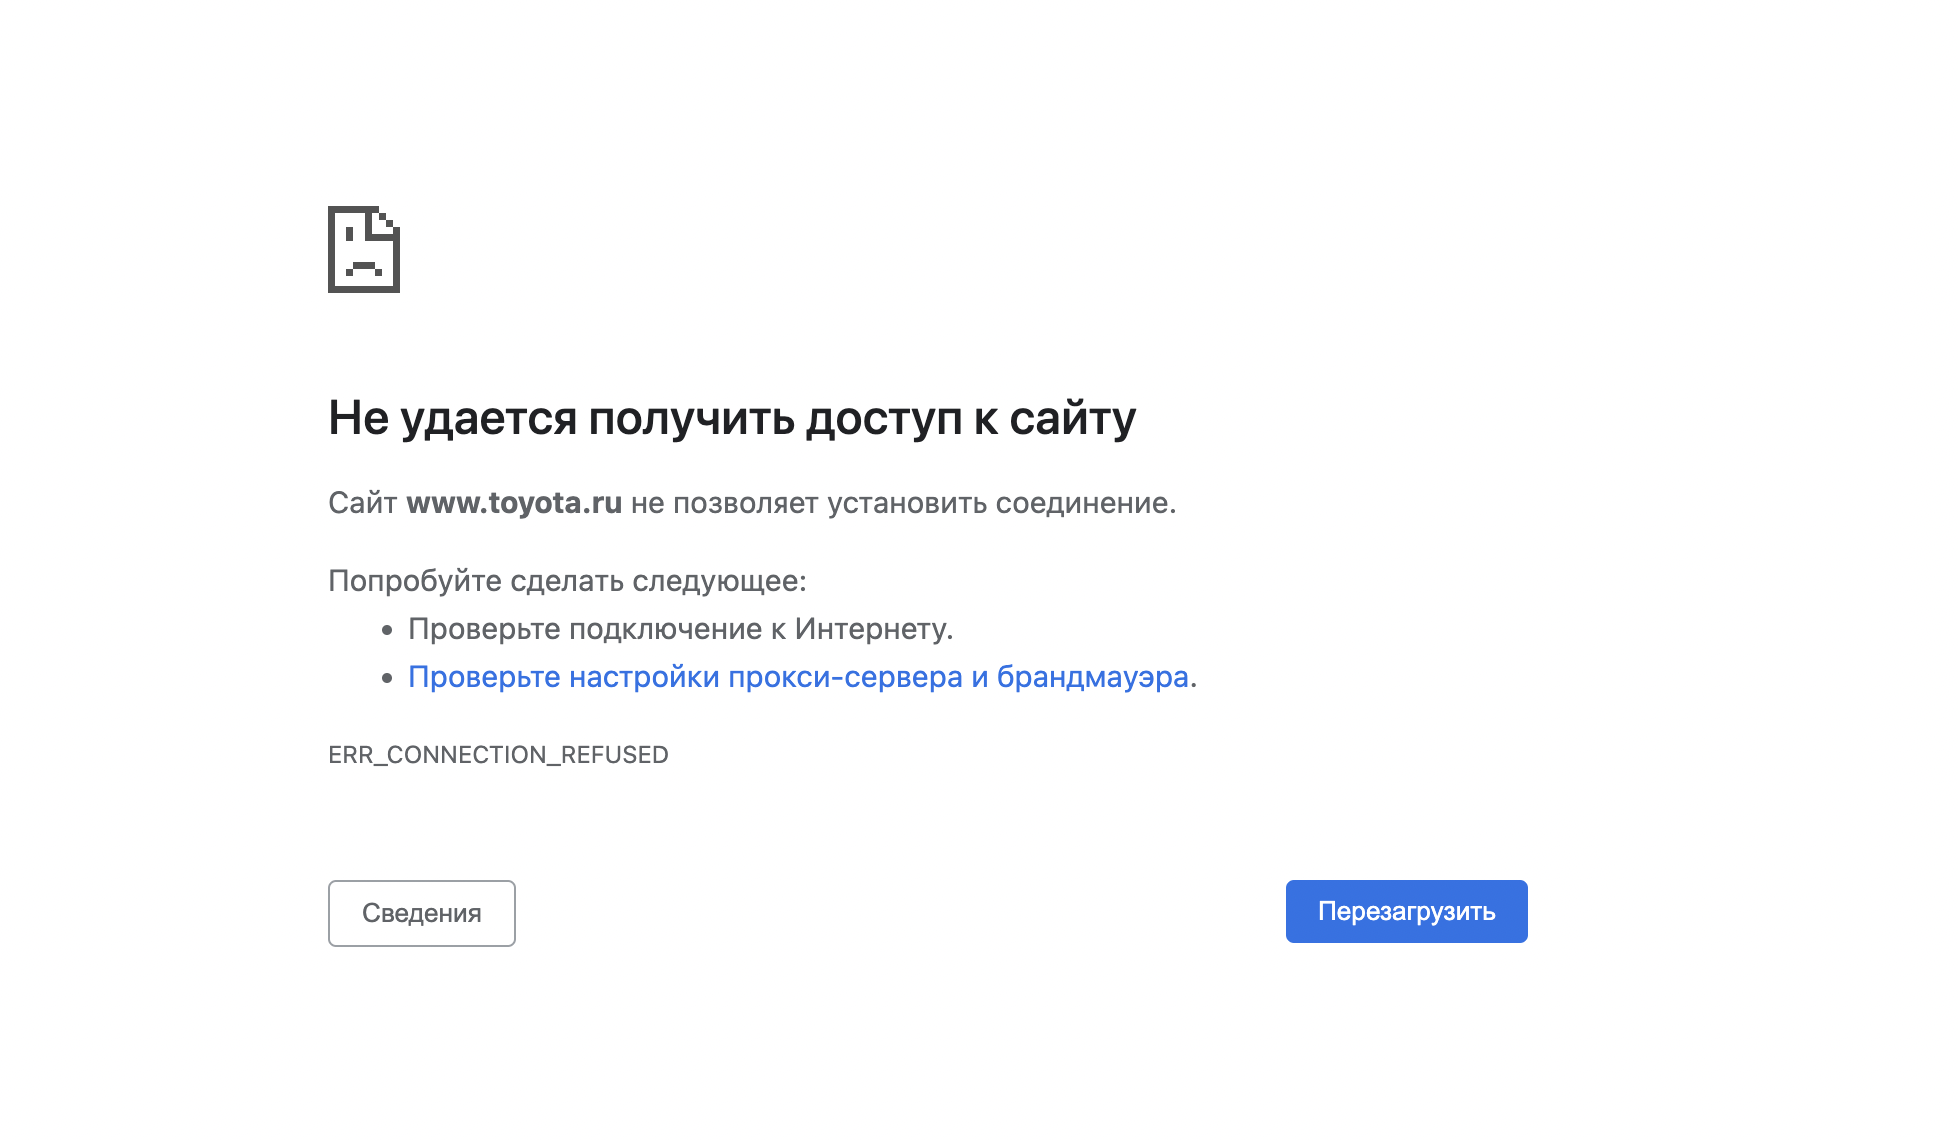 Не удается получить доступ к сайту
Сайт www.toyota.ru не позволяет установить соединение.
Попробуйте сделать следующее:
• Проверьте подключение к Интернету.
• Проверьте настройки прокси-сервера и брандмауэра.
ERR_CONNECTION_REFUSED
Сведения
Перезагрузить